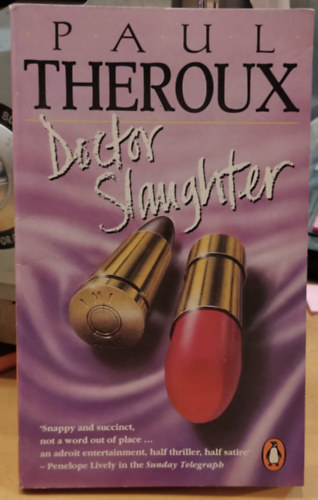 PAUL
THEROUX
Doctor
Slaughter
'Snappy and succinct,
not a word out of place ...
an adroit entertainment, half thriller, half satire'
– Penelope Lively in the Sunday Telegraph